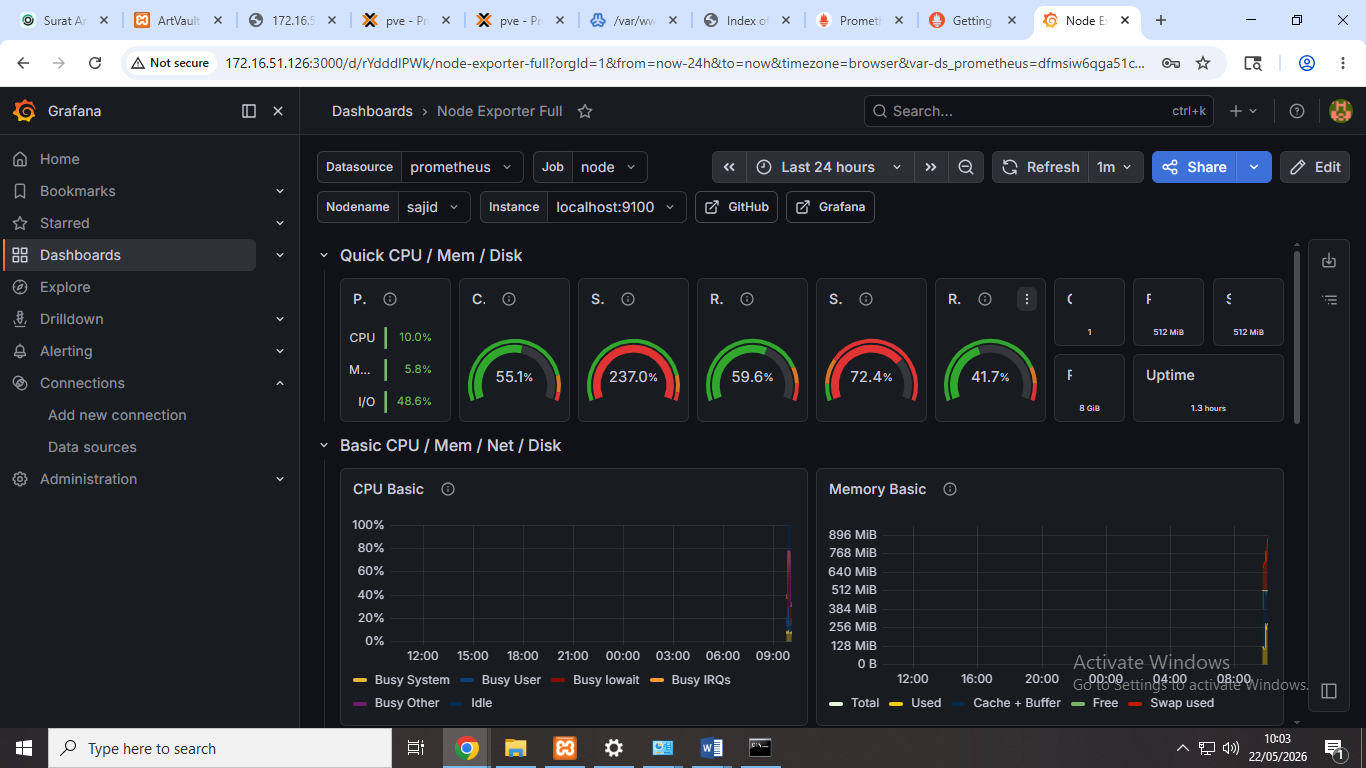 Surat Ar
ArtVault
172.16.5
pve - Pr
pve - Pr
/var/ww
Index of
Prometh
Getting
Node Ex
Not secure
172.16.51.126:3000/d/rYdddlPWk/node-exporter-full?orgId=1&from=now-24h&to=now&timezone=browser&var-ds_prometheus=dfmsiw6qga51c...
Grafana
Dashboards › Node Exporter Full
Search...
ctrl+k
Home
Bookmarks
Starred
Dashboards
Explore
Drilldown
Alerting
Connections
Add new connection
Data sources
Administration
Datasource prometheus
Job node
Last 24 hours
Refresh 1m
Share
Edit
Nodename sajid
Instance localhost:9100
GitHub
Grafana
Quick CPU / Mem / Disk
P.
CPU 10.0%
M... 5.8%
I/O 48.6%
C.
55.1%
S.
237.0%
R.
59.6%
S.
72.4%
R.
41.7%
1
512 MiB
512 MiB
8 GiB
Uptime
1.3 hours
Basic CPU / Mem / Net / Disk
CPU Basic
100%
80%
60%
40%
20%
0%
12:00 15:00 18:00 21:00 00:00 03:00 06:00 09:00
Busy System Busy User Busy Iowait Busy IRQs
Busy Other Idle
Memory Basic
896 MiB
768 MiB
640 MiB
512 MiB
384 MiB
256 MiB
128 MiB
0 B
12:00 16:00 20:00 00:00 04:00 08:00
Total Used Cache + Buffer Free Swap used
Activate Windows
Go to Settings to activate Windows.
Type here to search
10:03
22/05/2026
1